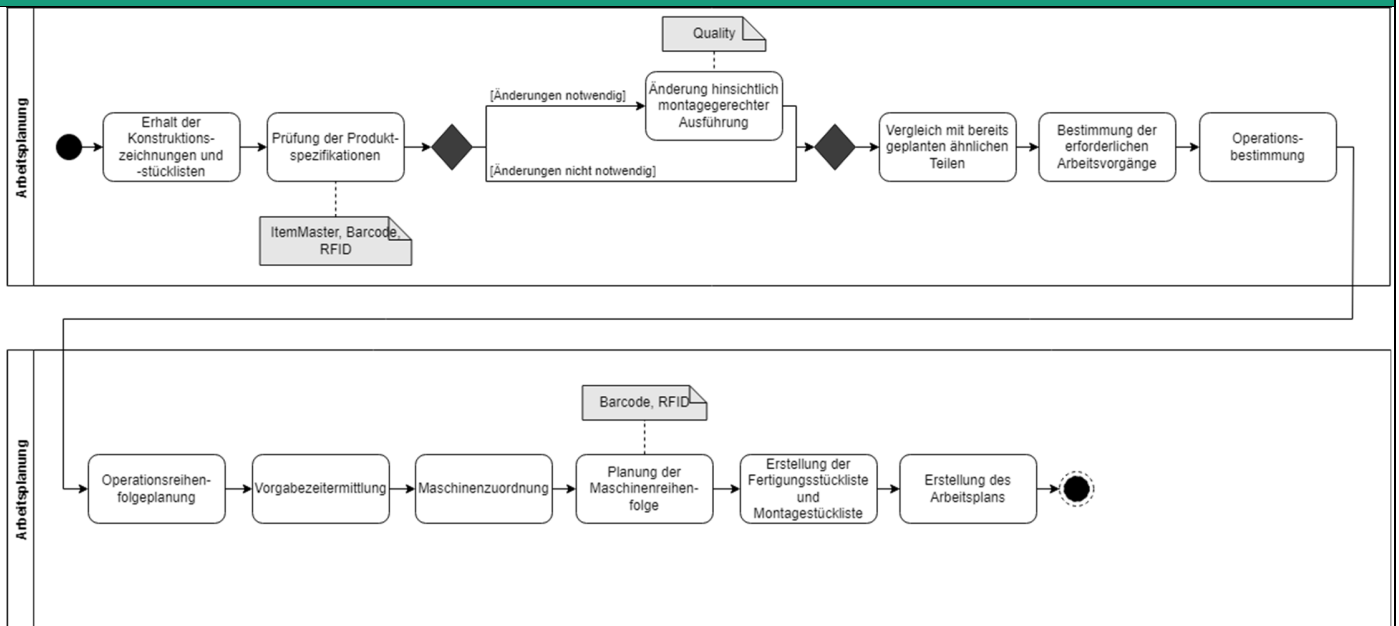 Arbeitsplanung
Erhalt der
Konstruktions-
zeichnungen und
-stücklisten
Prüfung der Produkt-
spezifikationen
ItemMaster, Barcode,
RFID
[Änderungen notwendig]
[Änderungen nicht notwendig]
Quality
Änderung hinsichtlich
montagegerechter
Ausführung
Vergleich mit bereits
geplanten ähnlichen
Teilen
Bestimmung der
erforderlichen
Arbeitsvorgänge
Operations-
bestimmung
Arbeitsplanung
Operationsreihen-
folgeplanung
Vorgabezeitermittlung
Maschinenzuordnung
Barcode, RFID
Planung der
Maschinenreihen-
folge
Erstellung der
Fertigungsstückliste
und
Montagestückliste
Erstellung des
Arbeitsplans